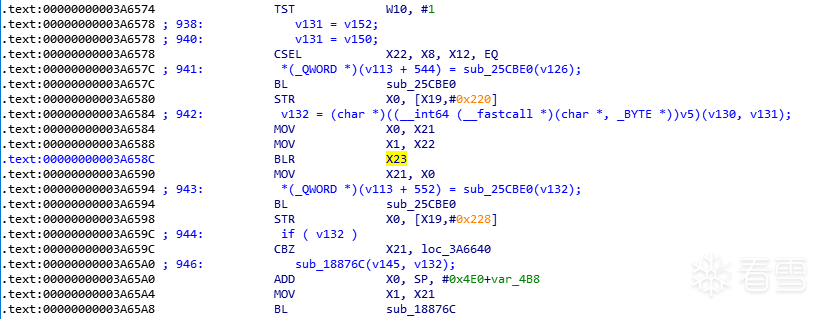 .text:00000000003A6574 TST W10, #1
.text:00000000003A6578 ; 938: v131 = v152;
.text:00000000003A6578 ; 940: v131 = v150;
.text:00000000003A6578 CSEL X22, X8, X12, EQ
.text:00000000003A657C ; 941: *(_QWORD *)(v113 + 544) = sub_25CBE0(v126);
.text:00000000003A657C BL sub_25CBE0
.text:00000000003A6580 STR X0, [X19,#0x220]
.text:00000000003A6584 ; 942: v132 = (char *)((__int64 (__fastcall *)(char *, _BYTE *))v5)(v130, v131);
.text:00000000003A6584 MOV X0, X21
.text:00000000003A6588 MOV X1, X22
.text:00000000003A658C BLR X23
.text:00000000003A6590 MOV X21, X0
.text:00000000003A6594 ; 943: *(_QWORD *)(v113 + 552) = sub_25CBE0(v132);
.text:00000000003A6594 BL sub_25CBE0
.text:00000000003A6598 STR X0, [X19,#0x228]
.text:00000000003A659C ; 944: if ( v132 )
.text:00000000003A659C CBZ X21, loc_3A6640
.text:00000000003A65A0 ; 946: sub_18876C(v145, v132);
.text:00000000003A65A0 ADD X0, SP, #0x4E0+var_4B8
.text:00000000003A65A4 MOV X1, X21
.text:00000000003A65A8 BL sub_18876C
看雪